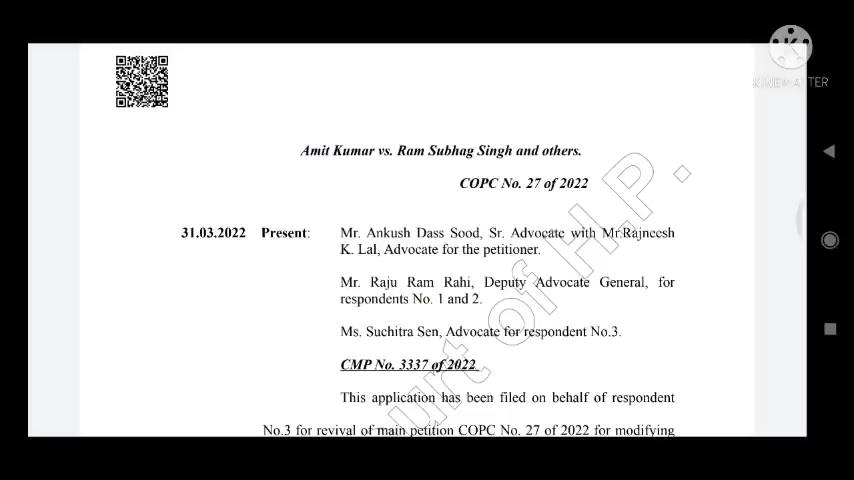 KINEMASTER
Amit Kumar vs. Ram Subhag Singh and others.
COPC No. 27 of 2022
31.03.2022 Present: Mr. Ankush Dass Sood, Sr. Advocate with Mr.Rajneesh
K. Lal, Advocate for the petitioner.
Mr. Raju Ram Rahi, Deputy Advocate General, for
respondents No. 1 and 2.
Ms. Suchitra Sen, Advocate for respondent No.3.
CMP No. 3337 of 2022
This application has been filed on behalf of respondent
No.3 for revival of main petition COPC No. 27 of 2022 for modifying
urt of H.P.